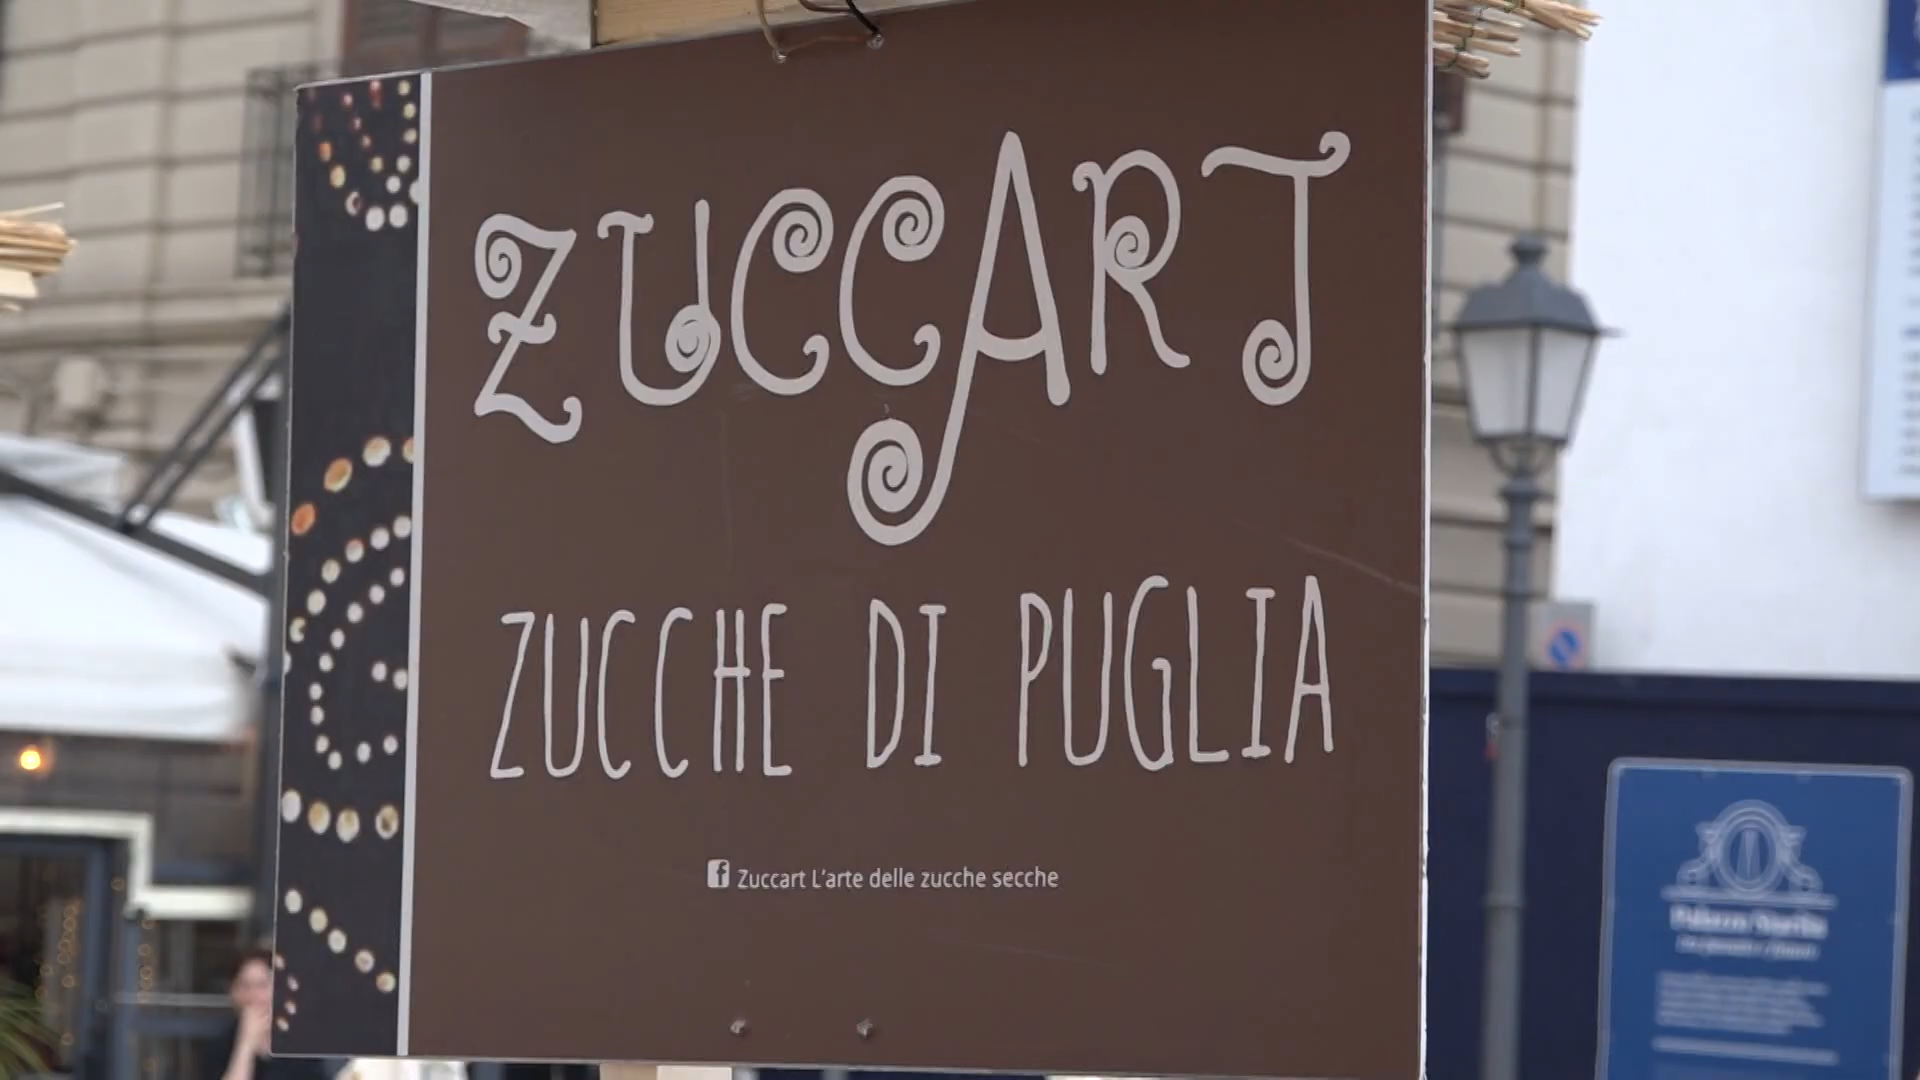 ZUCCART
ZUCCHE DI PUGLIA
f Zuccart L'arte delle zucche secche